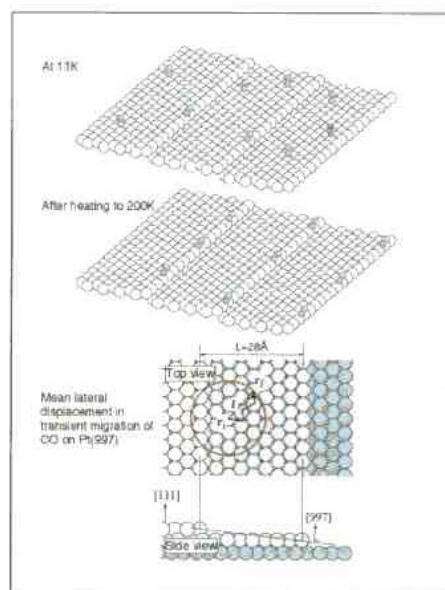 At 11K
After heating to 200K
L=28Å
Top view
Mean lateral
displacement in
transient migration of
CO on Pt(997)
[111]
[997]
Side view